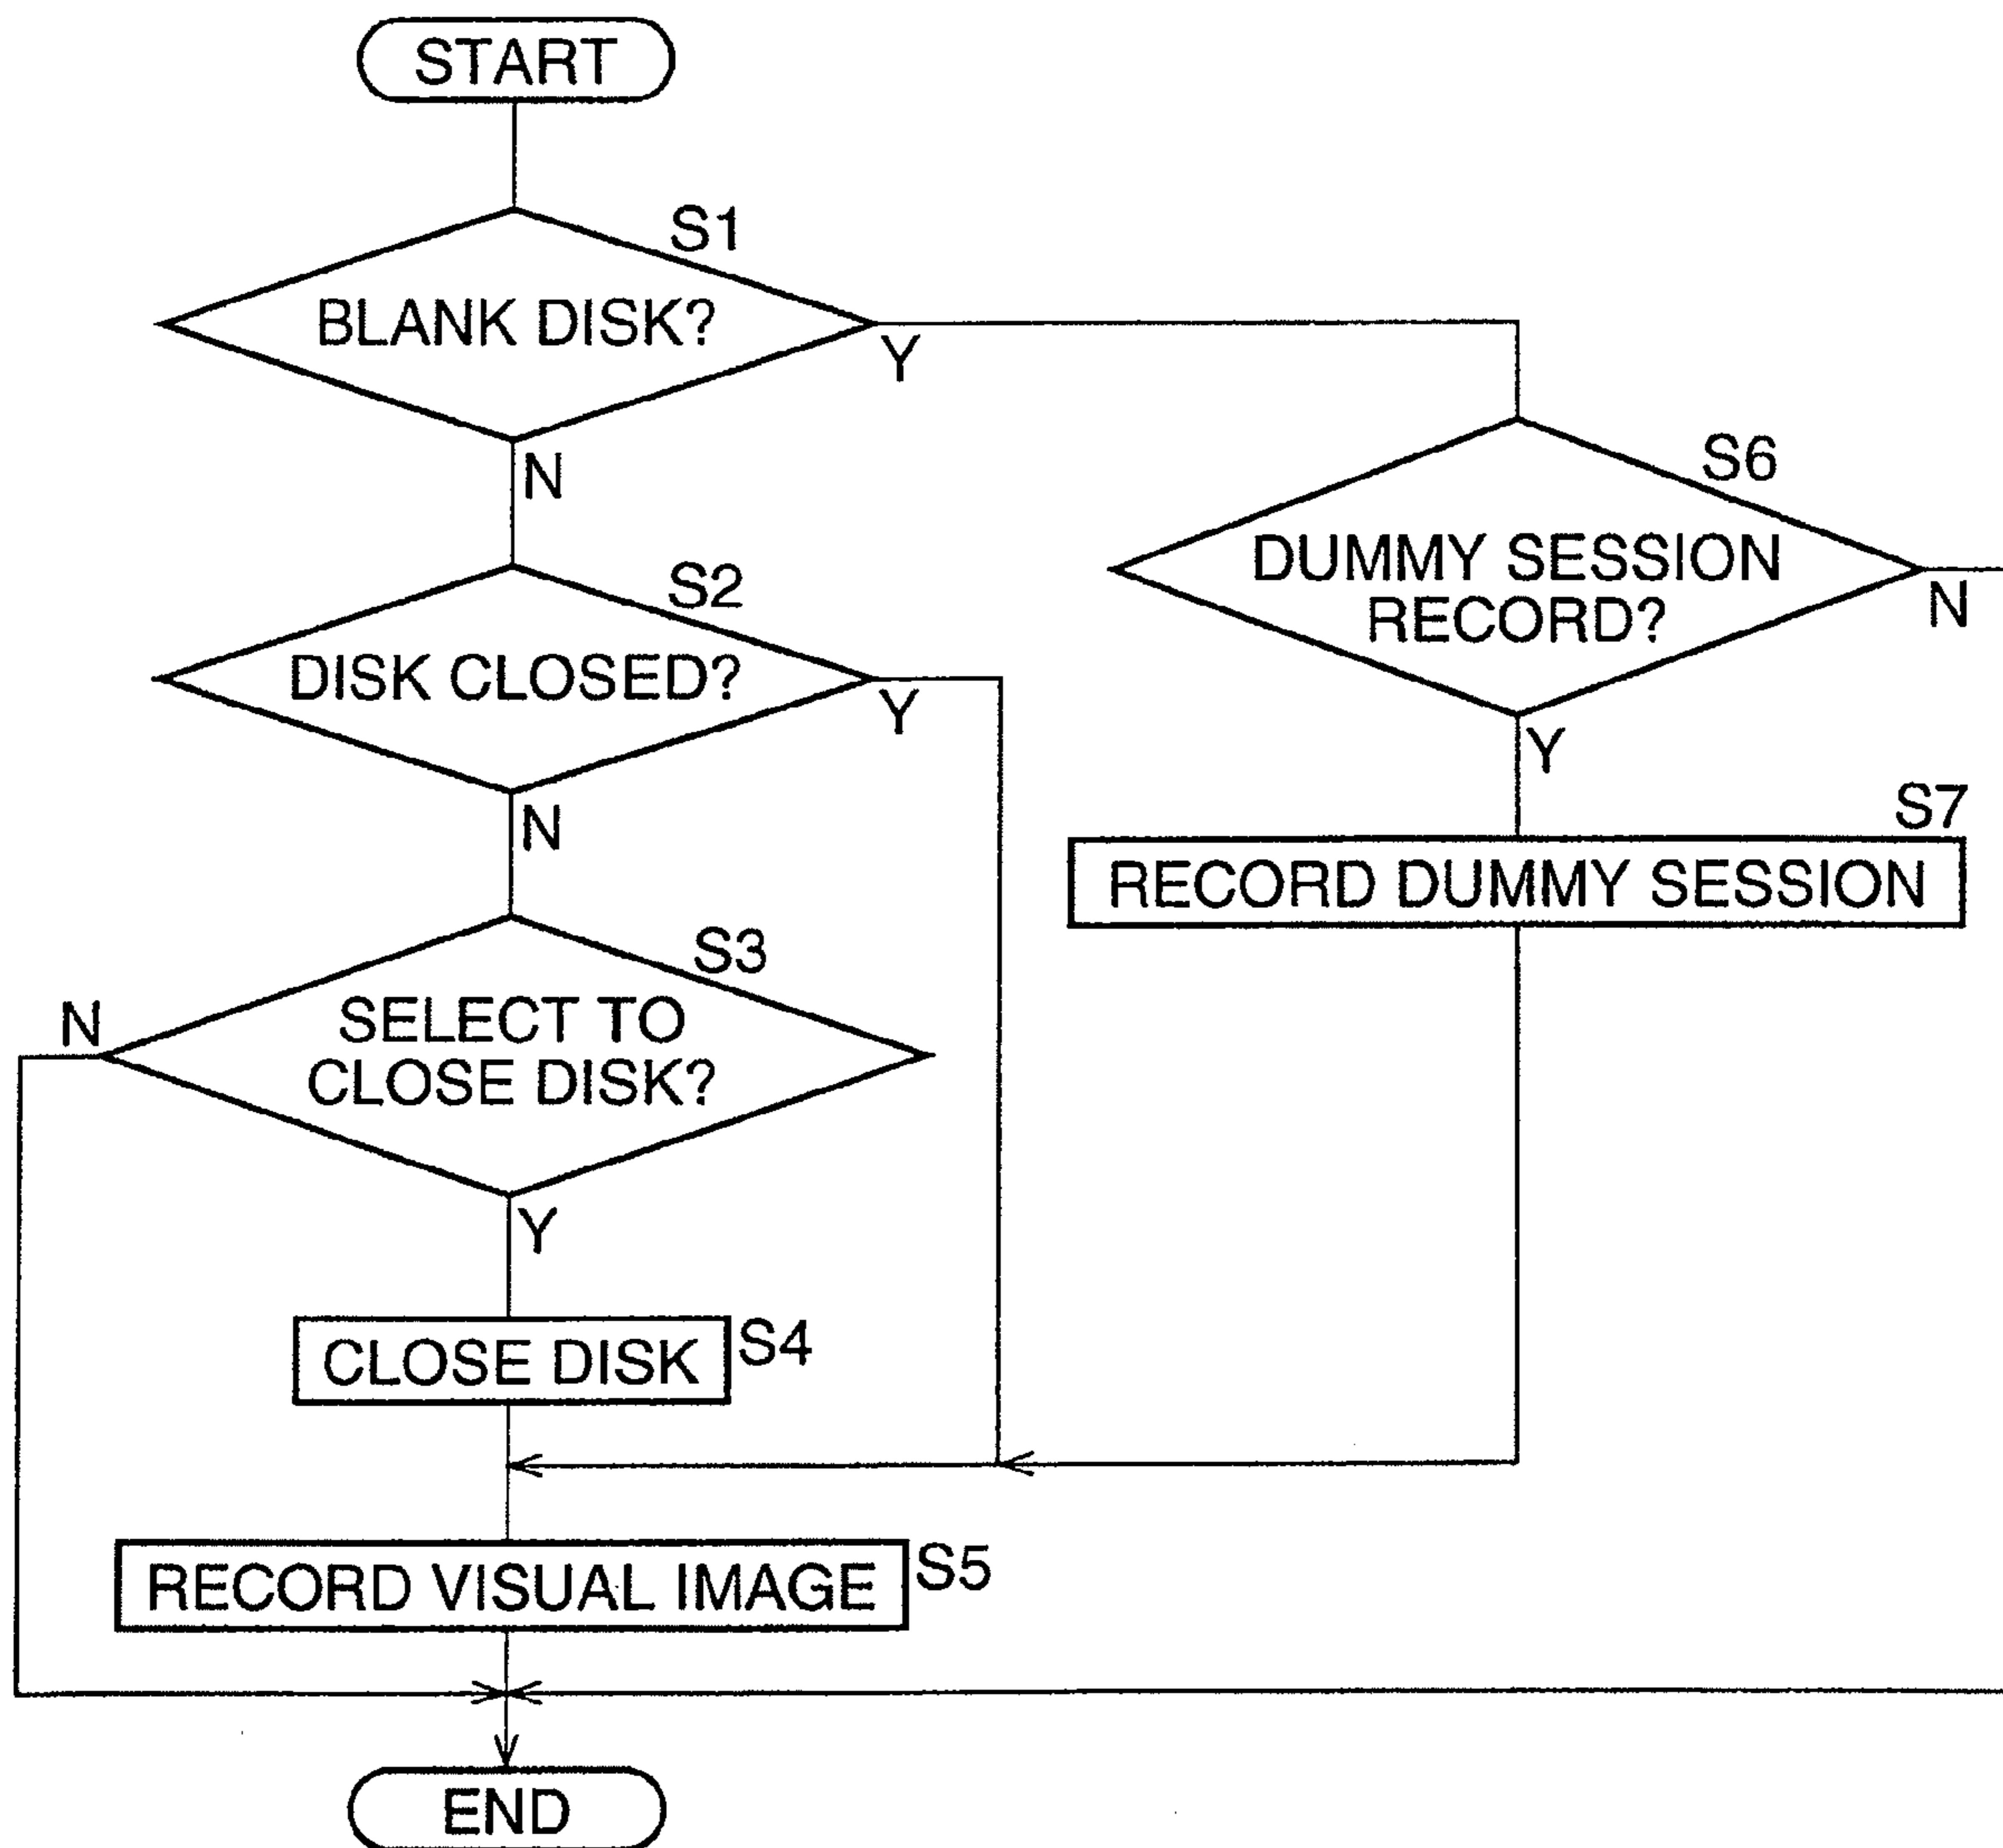 START
S1
BLANK DISK?
Y
N
S6
DUMMY SESSION
RECORD?
N
Y
S2
DISK CLOSED?
Y
N
S7
RECORD DUMMY SESSION
S3
N
SELECT TO
CLOSE DISK?
Y
CLOSE DISK
S4
RECORD VISUAL IMAGE
S5
END